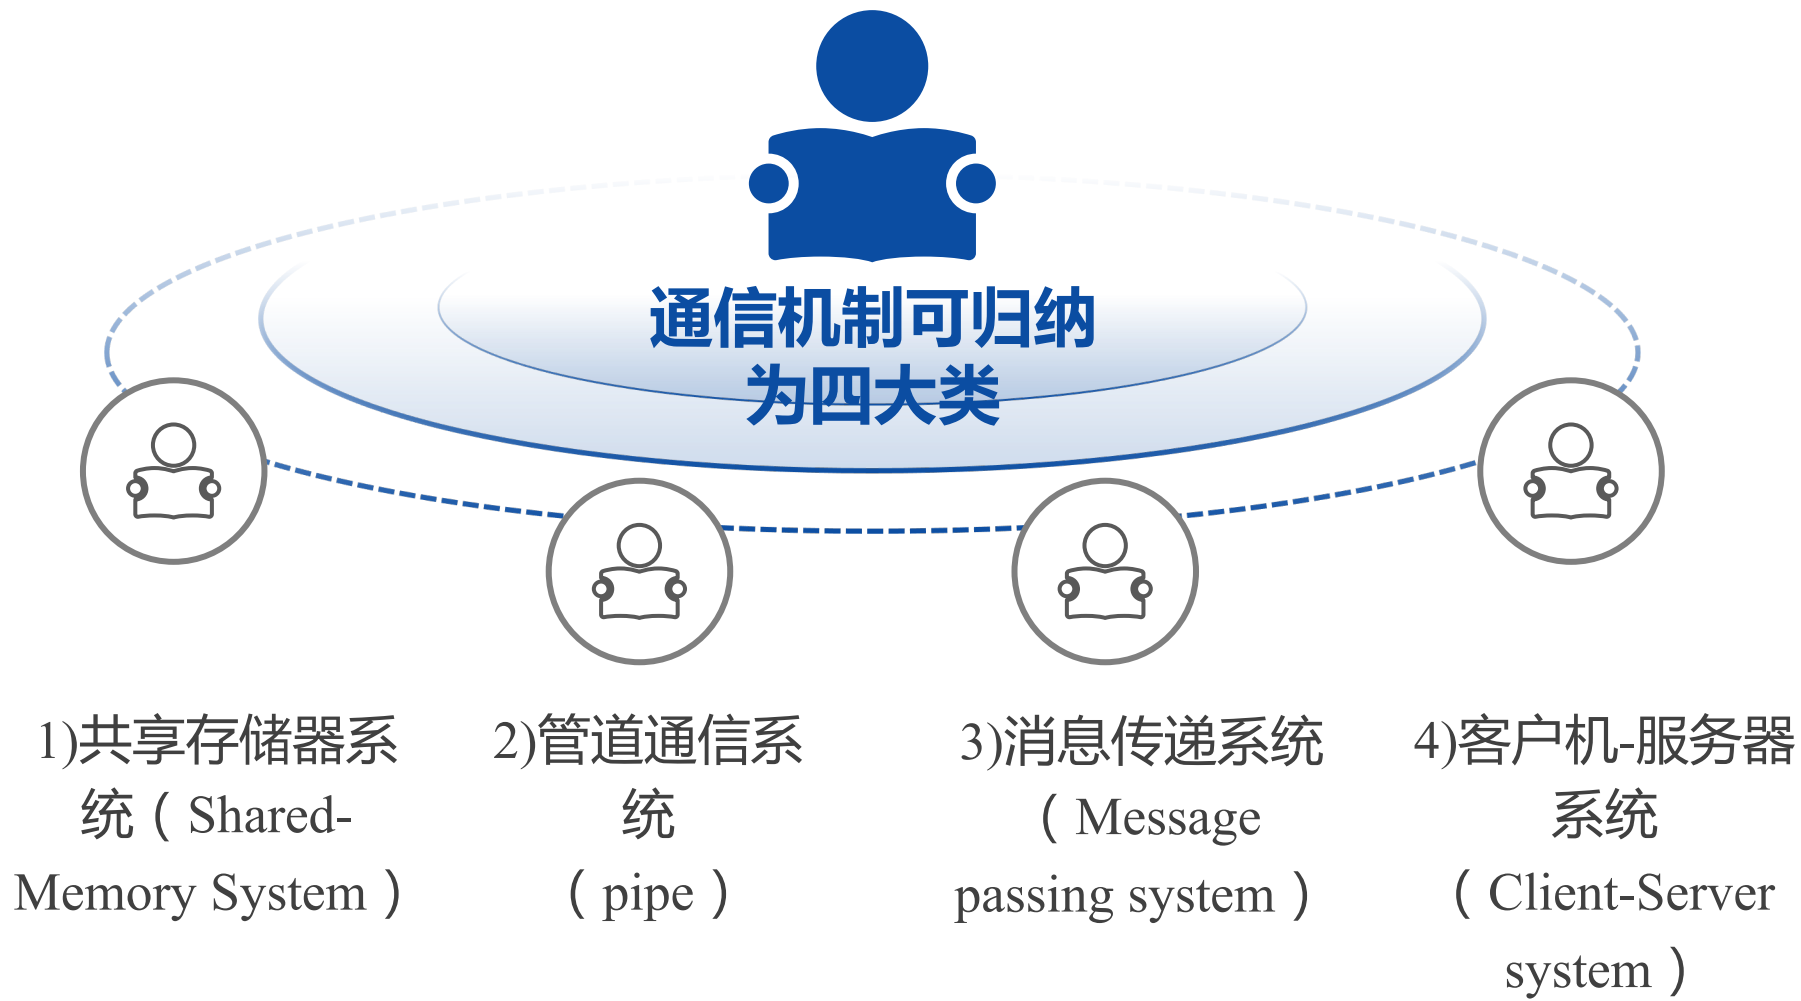 通信机制可归纳
为四大类
1)共享存储器系
统（Shared-
Memory System）
2)管道通信系
统
（pipe）
3)消息传递系统
（Message
passing system）
4)客户机-服务器
系统
（Client-Server
system）